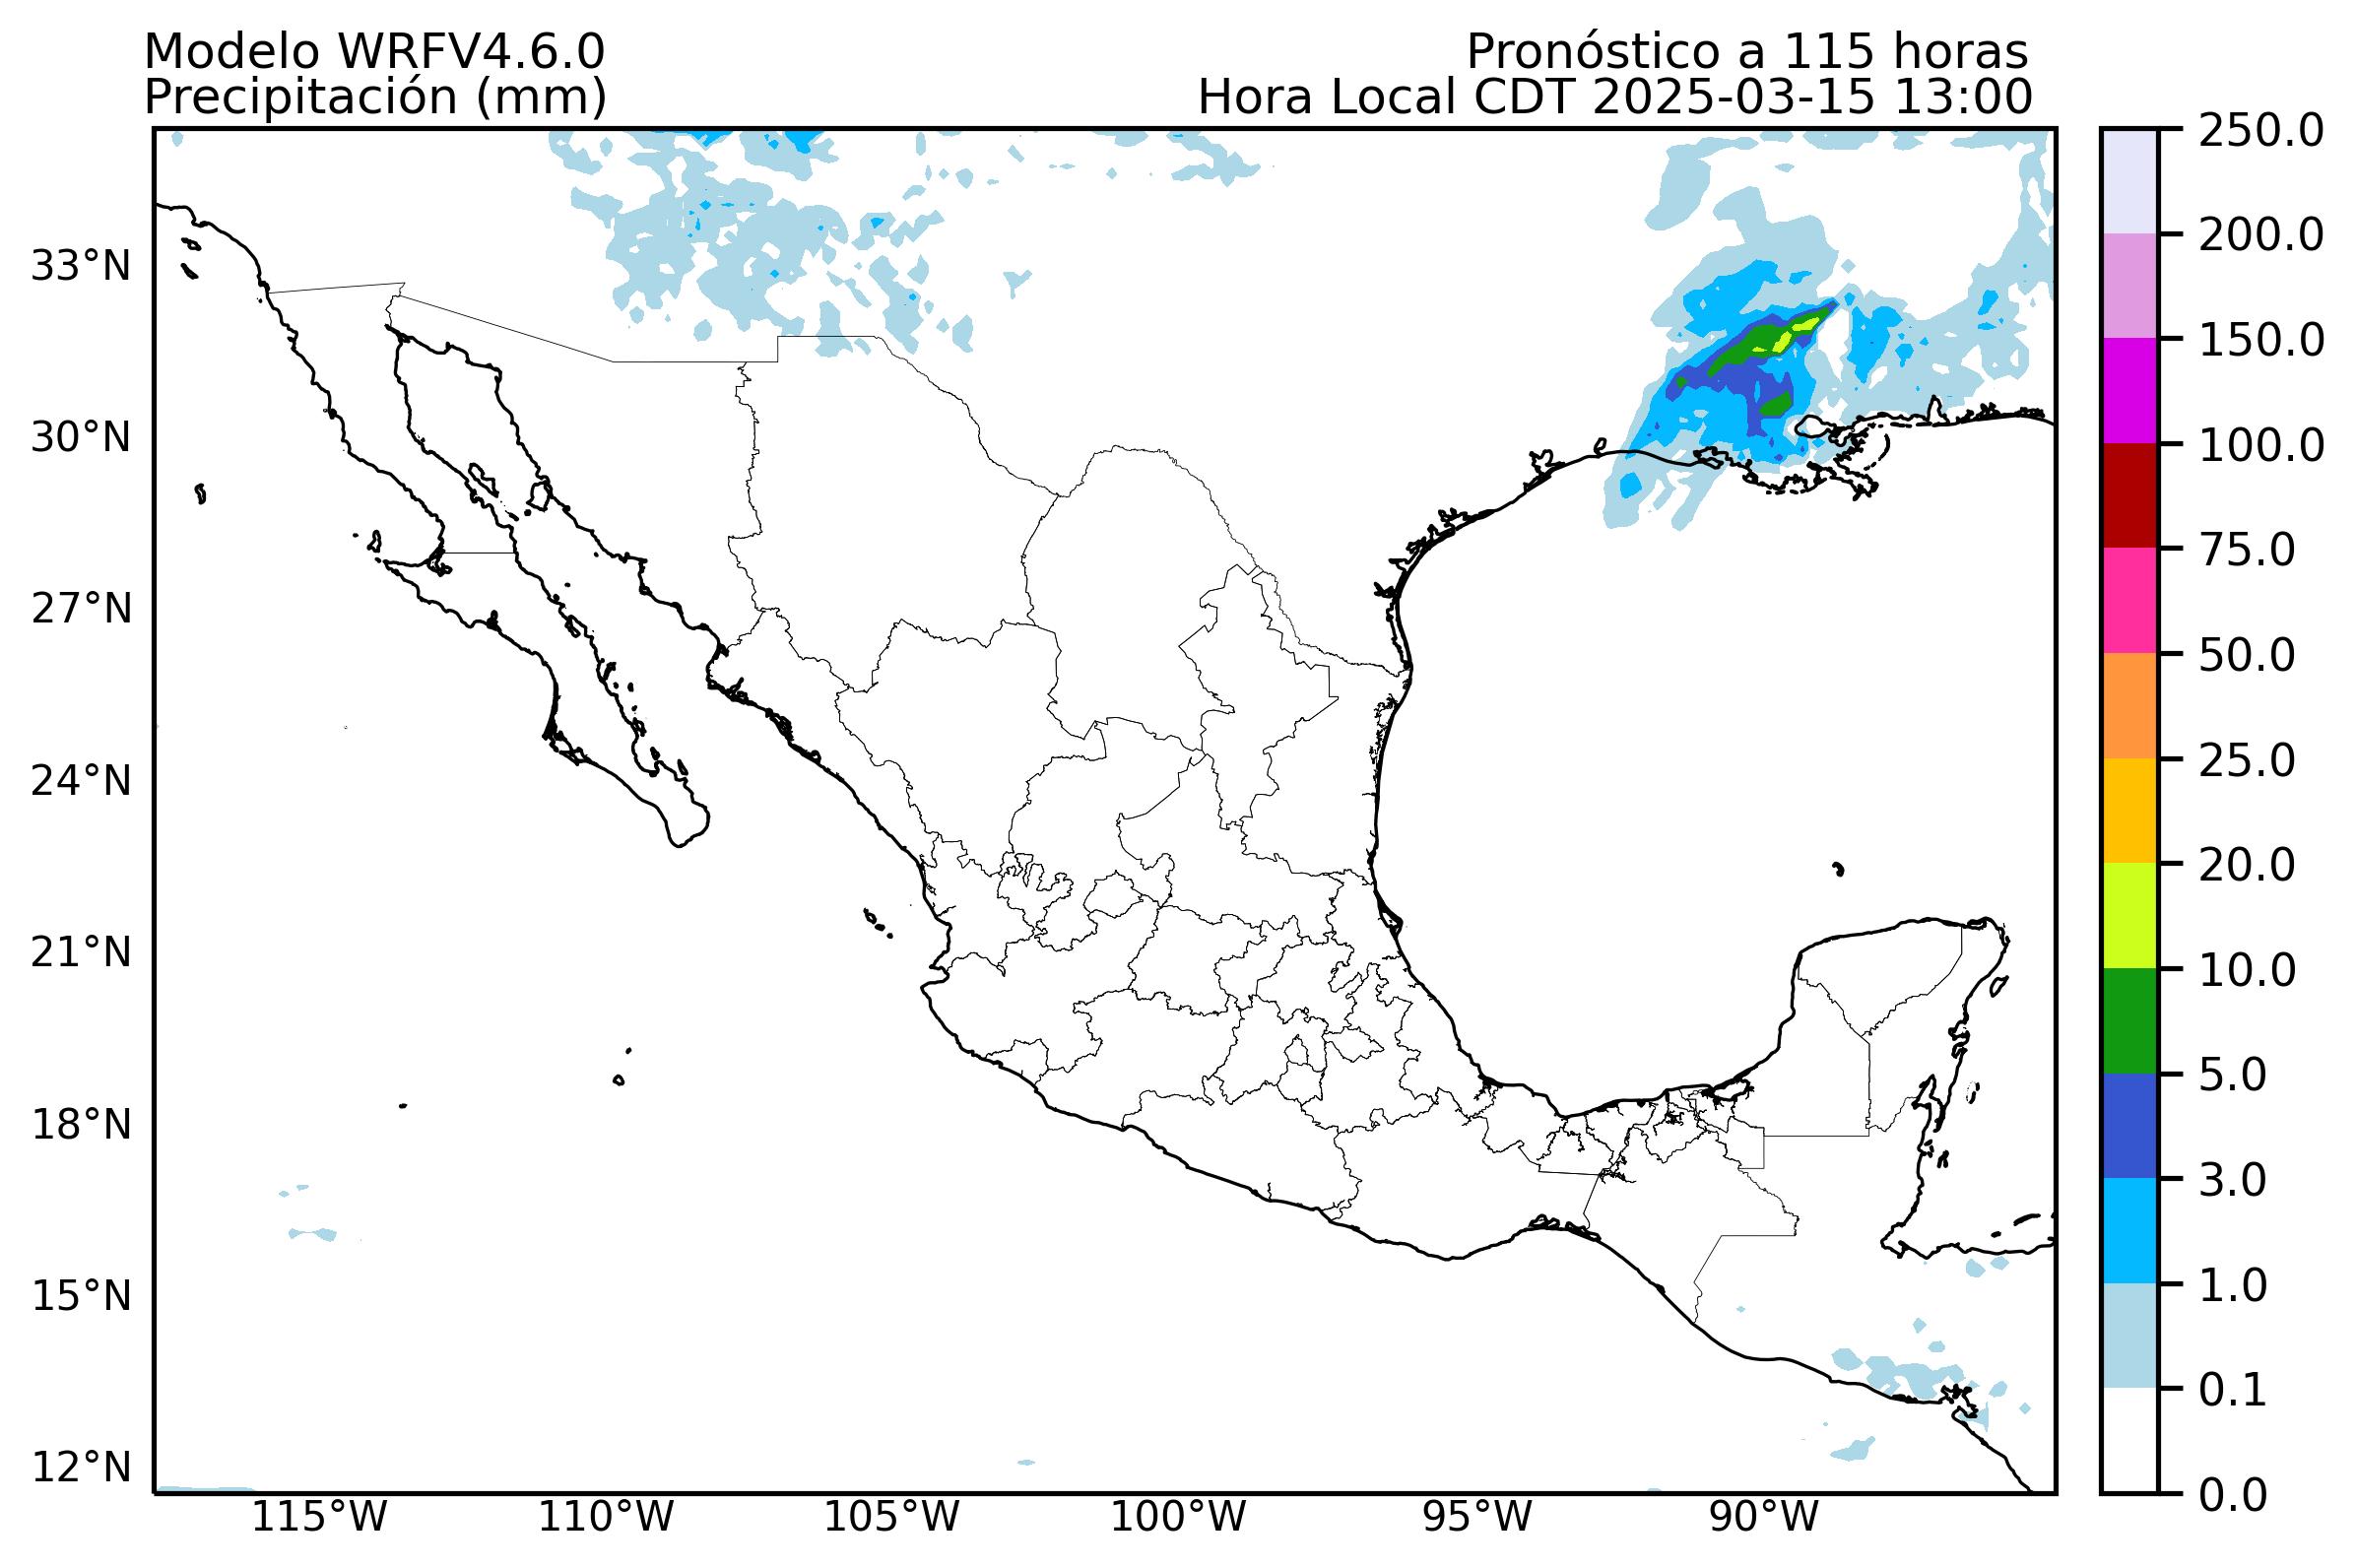 Modelo WRFV4.6.0
Pronóstico a 115 horas
Precipitación (mm)
Hora Local CDT 2025-03-15 13:00
33°N
30°N
27°N
24°N
21°N
18°N
15°N
12°N
115°W
110°W
105°W
100°W
95°W
90°W
250.0
200.0
150.0
100.0
75.0
50.0
25.0
20.0
10.0
5.0
3.0
1.0
0.1
0.0